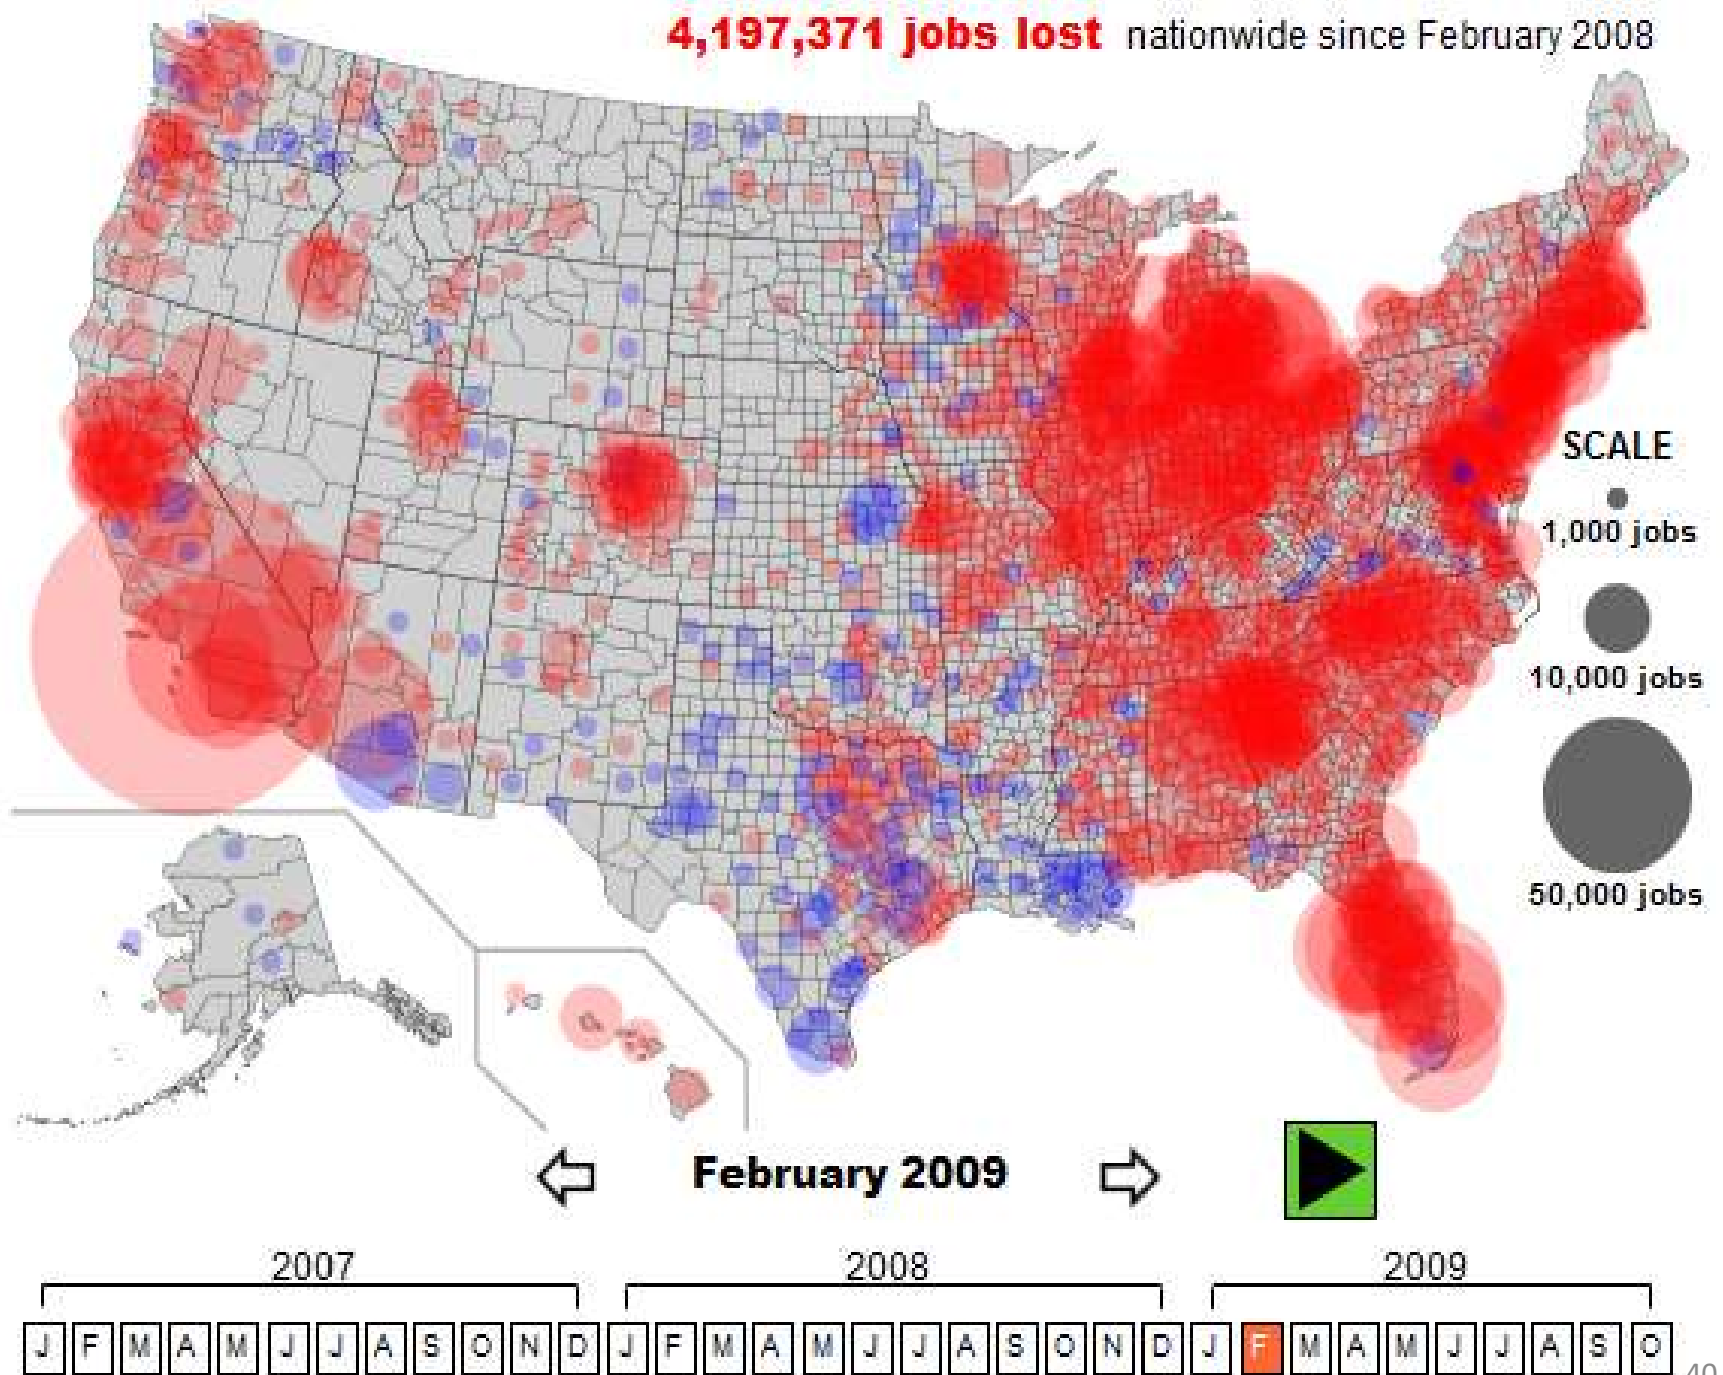 4,197,371 jobs lost nationwide since February 2008
SCALE
1,000 jobs
10,000 jobs
50,000 jobs
February 2009
2007 2008 2009
J F M A M J J A S O N D J F M A M J J A S O N D J F M A M J J A S O